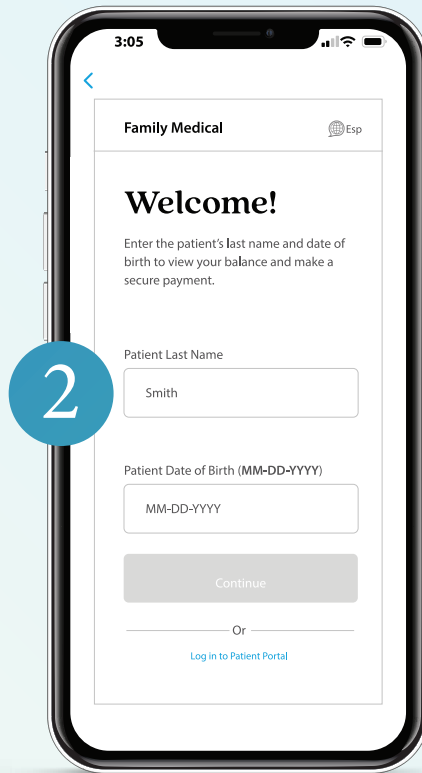 3:05
Family Medical
Esp
Welcome!
Enter the patient's last name and date of
birth to view your balance and make a
secure payment.
2
Patient Last Name
Smith
Patient Date of Birth (MM-DD-YYYY)
MM-DD-YYYY
Continue
Or
Log in to Patient Portal